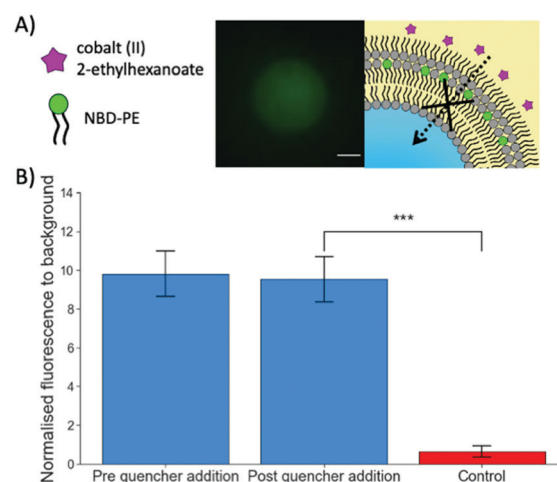 A)
cobalt (II)
2-ethylhexanoate
NBD-PE
B)
Normalised fluorescence to background
14
12
10
8
6
4
2
0
***
Pre quencher addition
Post quencher addition
Control